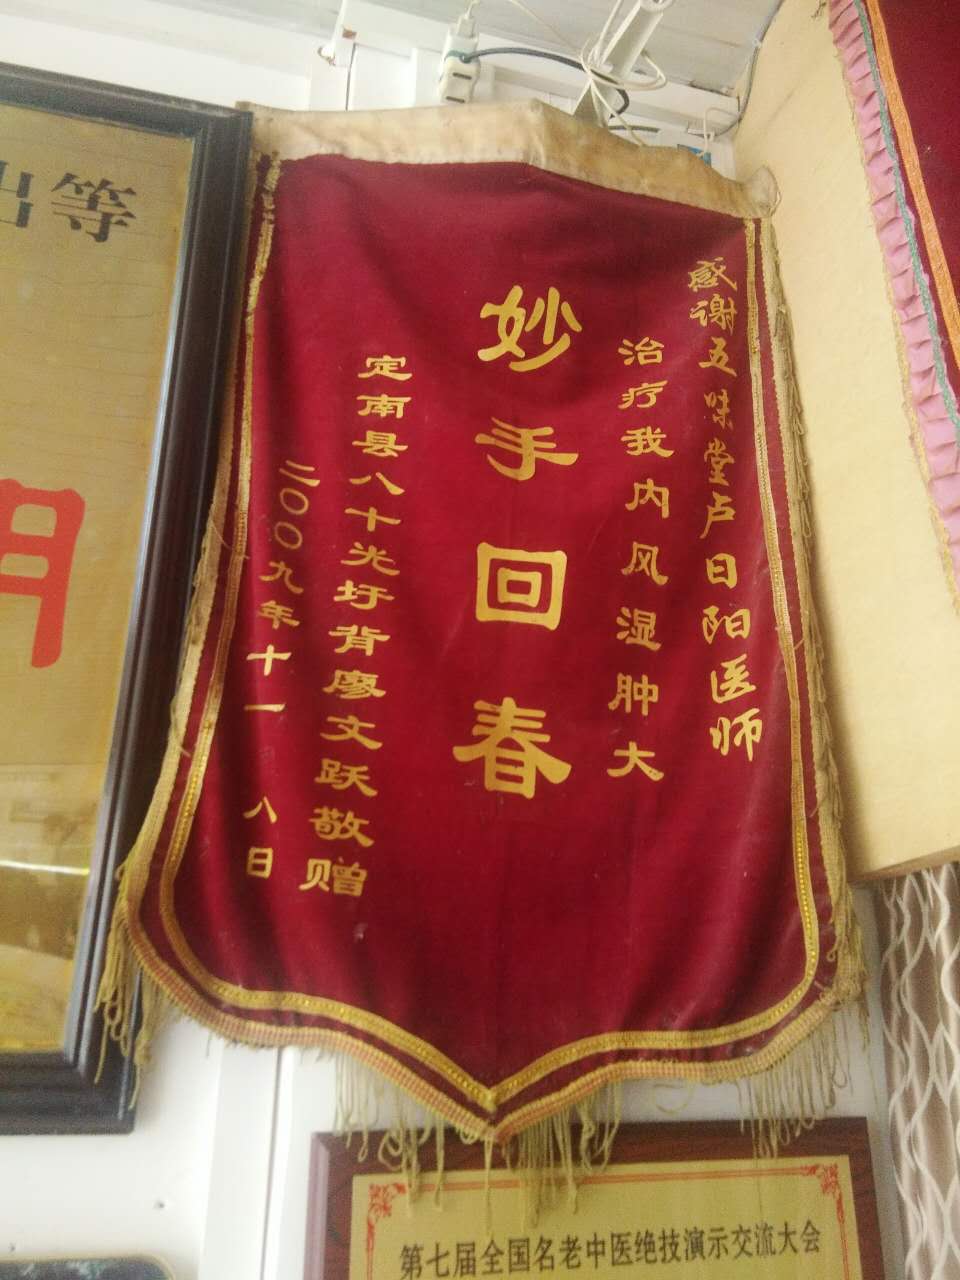 感谢五味堂卢日阳医师
治疗我内风湿肿大
妙手回春
定南县八十光圩背廖文跃敬赠
二〇〇九年十一八日
出等
第七届全国名老中医绝技演示交流大会